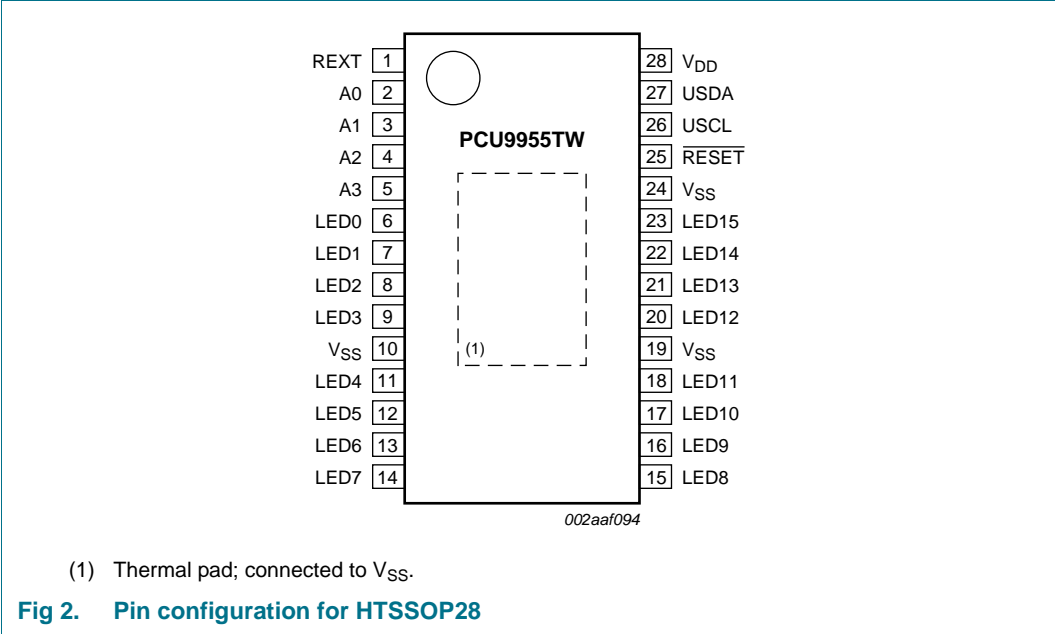 REXT 1 28 VDD
A0 2 27 USDA
A1 3 26 USCL
PCU9955TW
A2 4 25 RESET
A3 5 24 VSS
LED0 6 23 LED15
LED1 7 22 LED14
LED2 8 21 LED13
LED3 9 20 LED12
VSS 10 (1) 19 VSS
LED4 11 18 LED11
LED5 12 17 LED10
LED6 13 16 LED9
LED7 14 15 LED8
002aaf094
(1) Thermal pad; connected to VSS.
Fig 2. Pin configuration for HTSSOP28